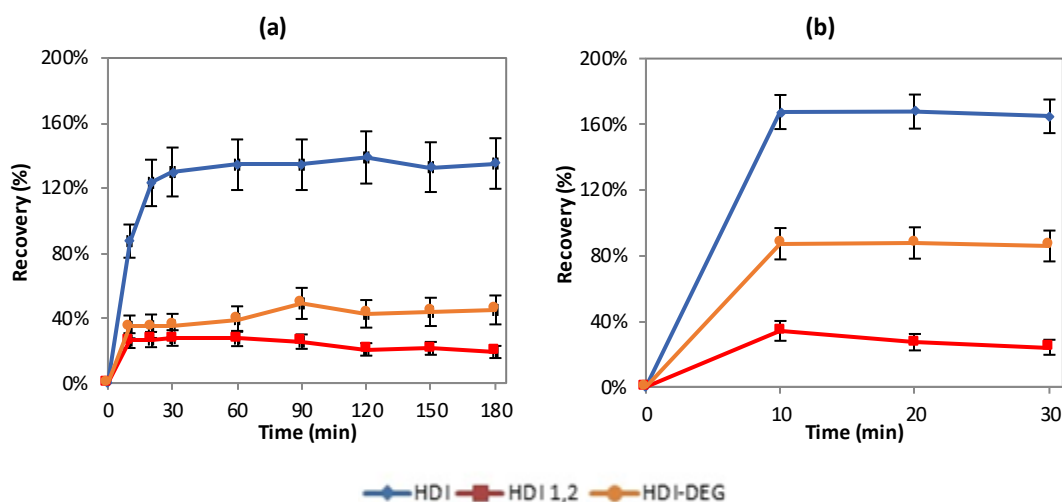 (a)
200%
160%
120%
80%
40%
0%
Recovery (%)
0 30 60 90 120 150 180
Time (min)
(b)
200%
160%
120%
80%
40%
0%
Recovery (%)
0 10 20 30
Time (min)
HDI HDI 1,2 HDI-DEG